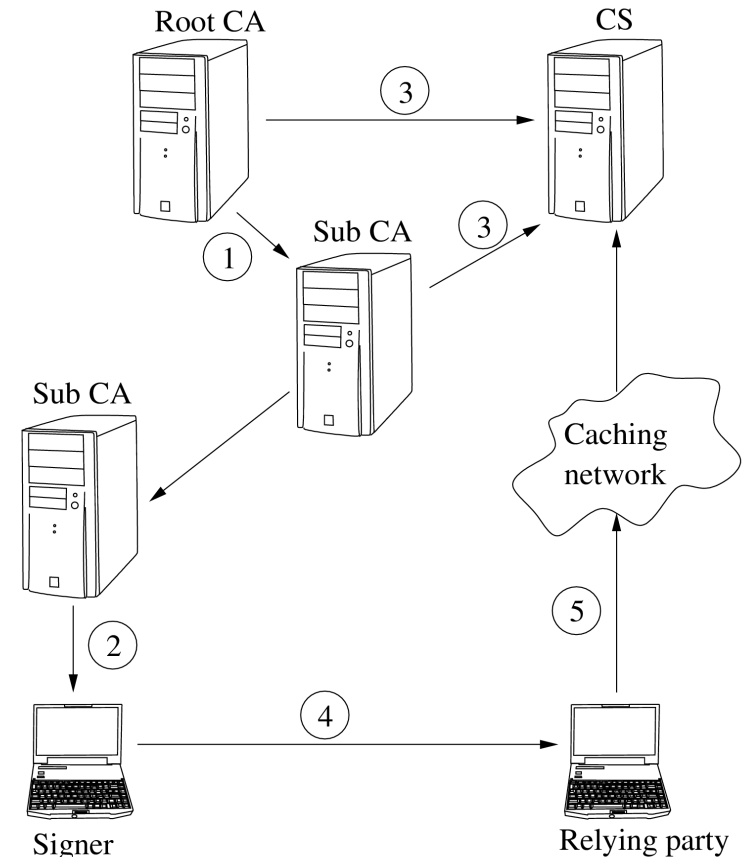 Root CA
CS
3
Sub CA
3
1
Sub CA
Caching
network
5
2
4
Signer
Relying party